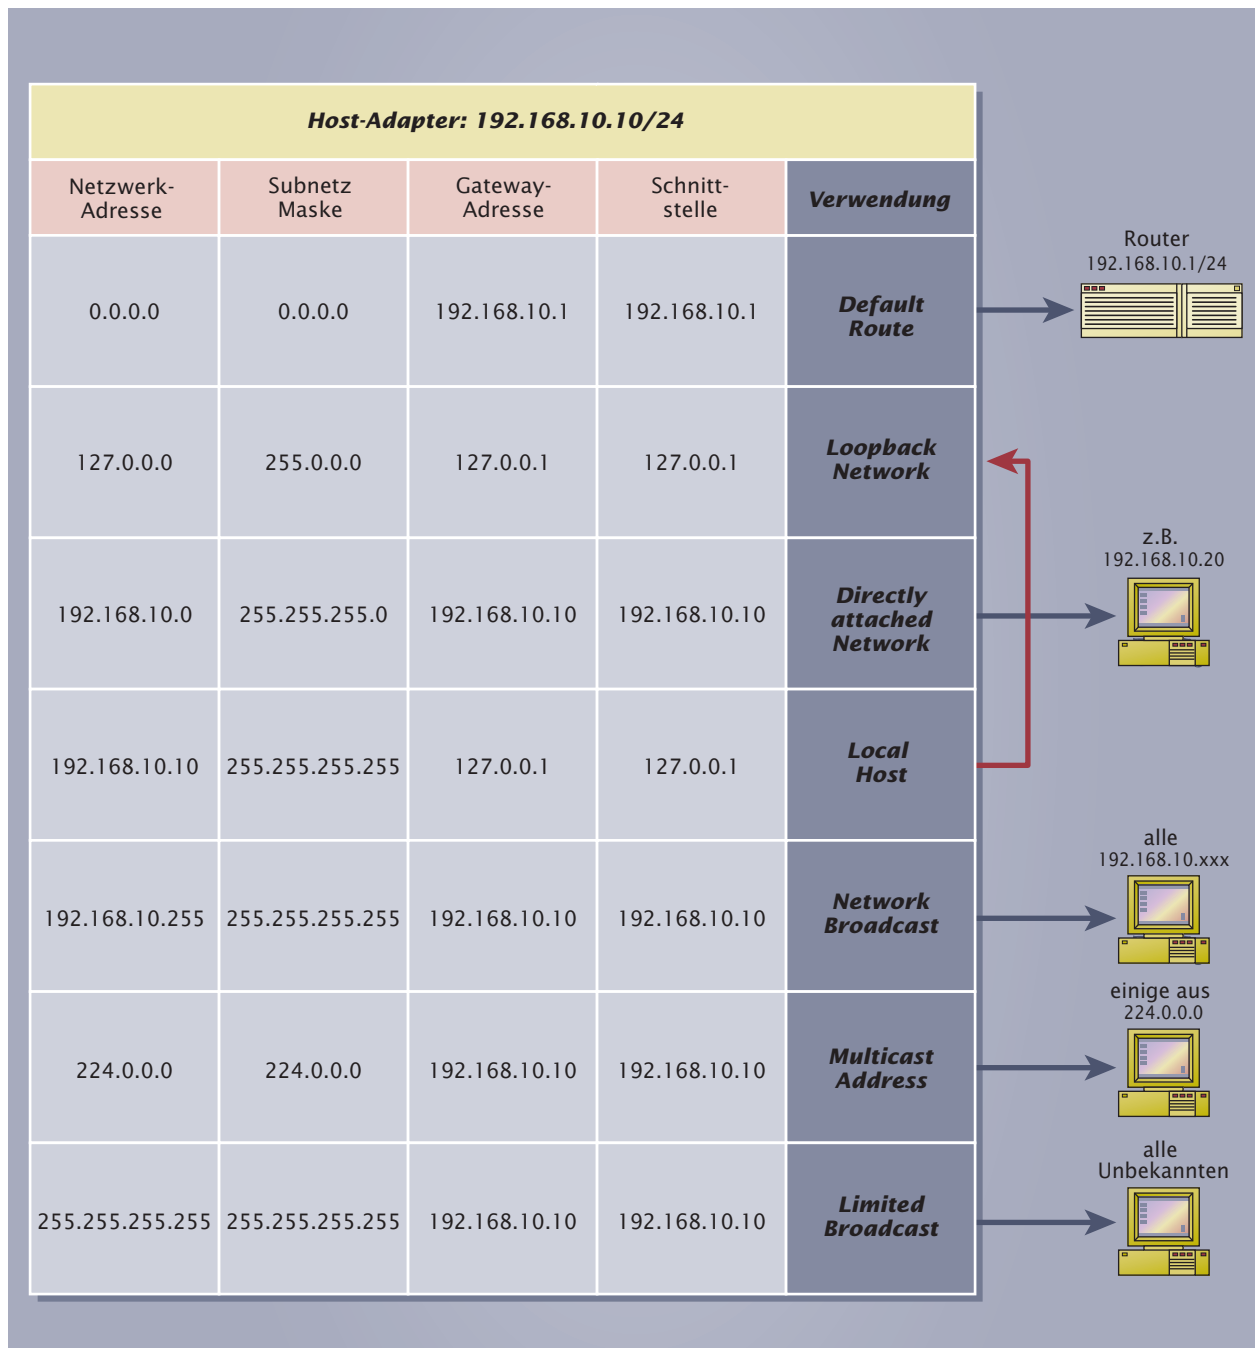 Host-Adapter: 192.168.10.10/24
Netzwerk-
Adresse
Subnetz
Maske
Gateway-
Adresse
Schnitt-
stelle
Verwendung
0.0.0.0
0.0.0.0
192.168.10.1
192.168.10.1
Default
Route
Router
192.168.10.1/24
127.0.0.0
255.0.0.0
127.0.0.1
127.0.0.1
Loopback
Network
192.168.10.0
255.255.255.0
192.168.10.10
192.168.10.10
Directly
attached
Network
z.B.
192.168.10.20
192.168.10.10
255.255.255.255
127.0.0.1
127.0.0.1
Local
Host
192.168.10.255
255.255.255.255
192.168.10.10
192.168.10.10
Network
Broadcast
alle
192.168.10.xxx
224.0.0.0
224.0.0.0
192.168.10.10
192.168.10.10
Multicast
Address
einige aus
224.0.0.0
255.255.255.255
255.255.255.255
192.168.10.10
192.168.10.10
Limited
Broadcast
alle
Unbekannten